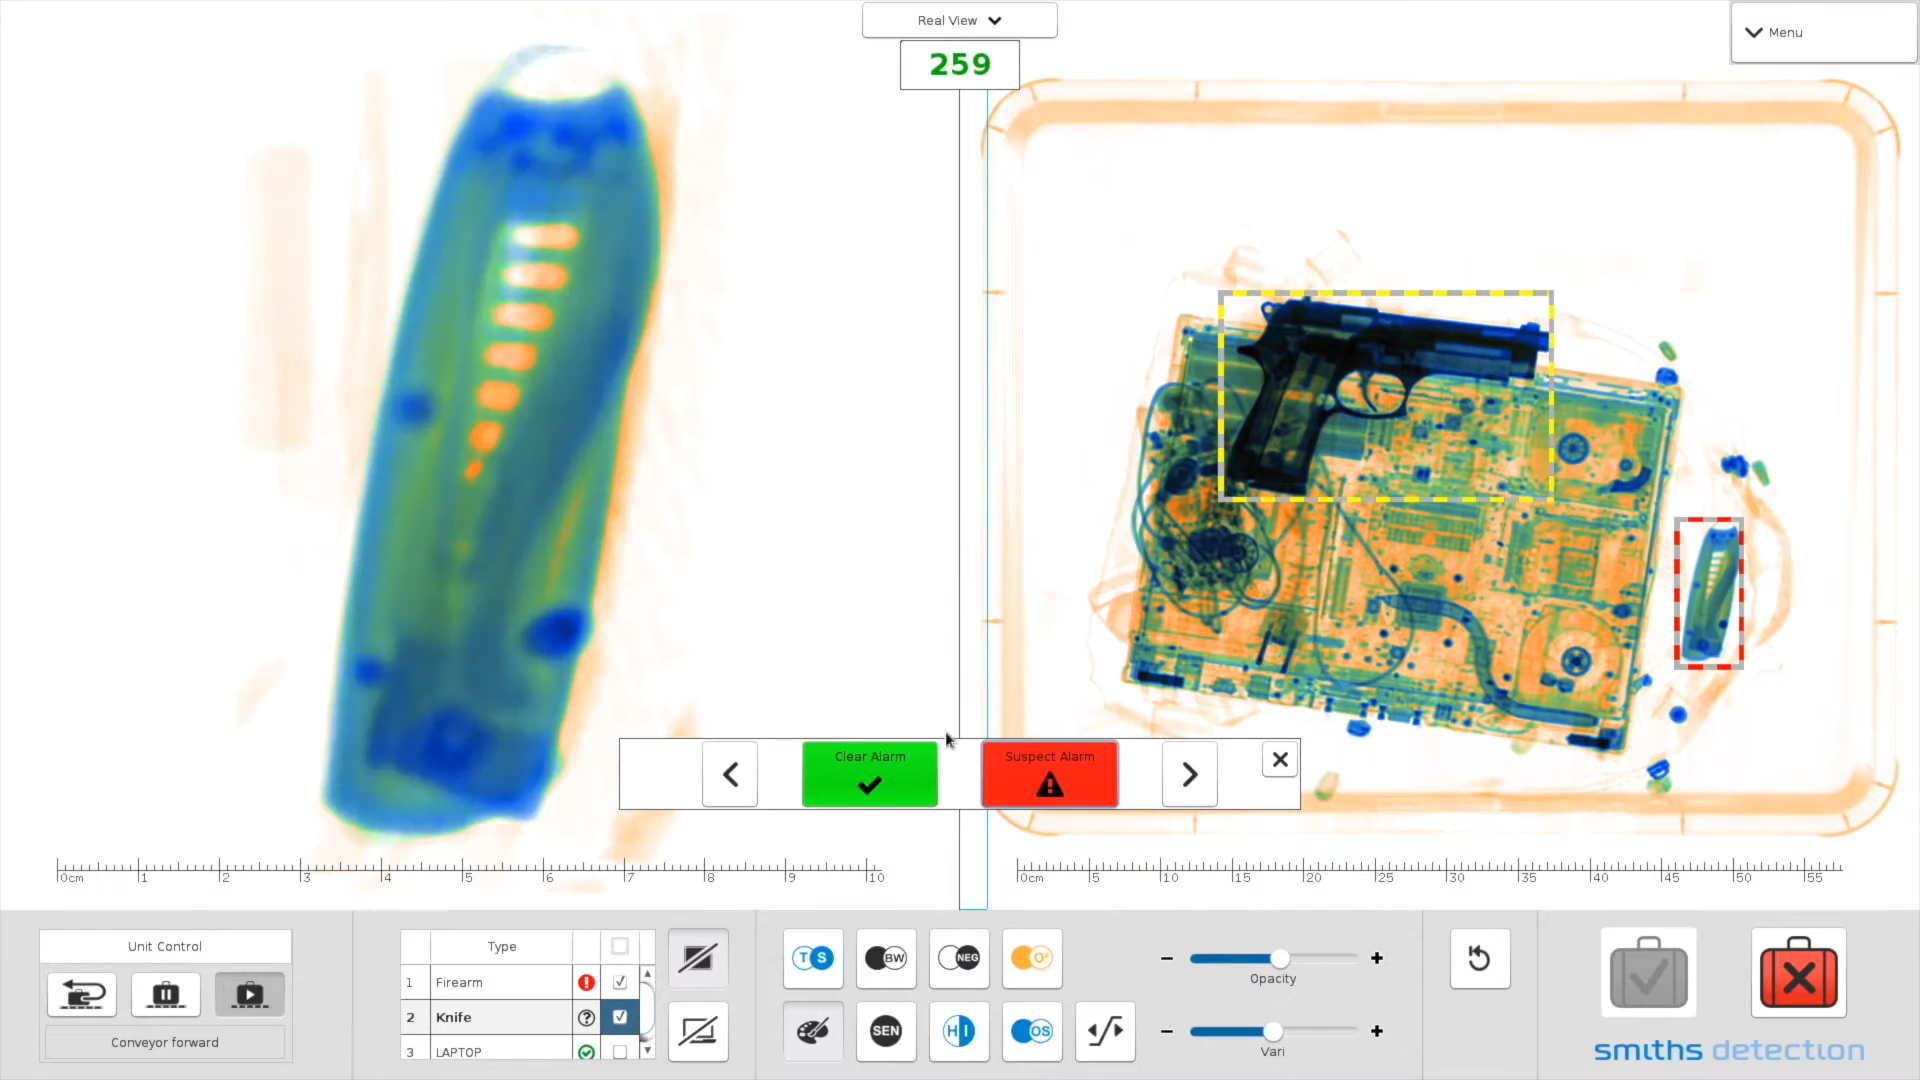 Real View
259
Menu
Clear Alarm
Suspect Alarm
0cm 1 2 3 4 5 6 7 8 9 10
0cm 5 10 15 20 25 30 35 40 45 50 55
Unit Control
Conveyor forward
Type
1 Firearm
2 Knife
3 LAPTOP
TS
BW
NEG
O²
SEN
HI
OS
Opacity
Vari
smiths detection